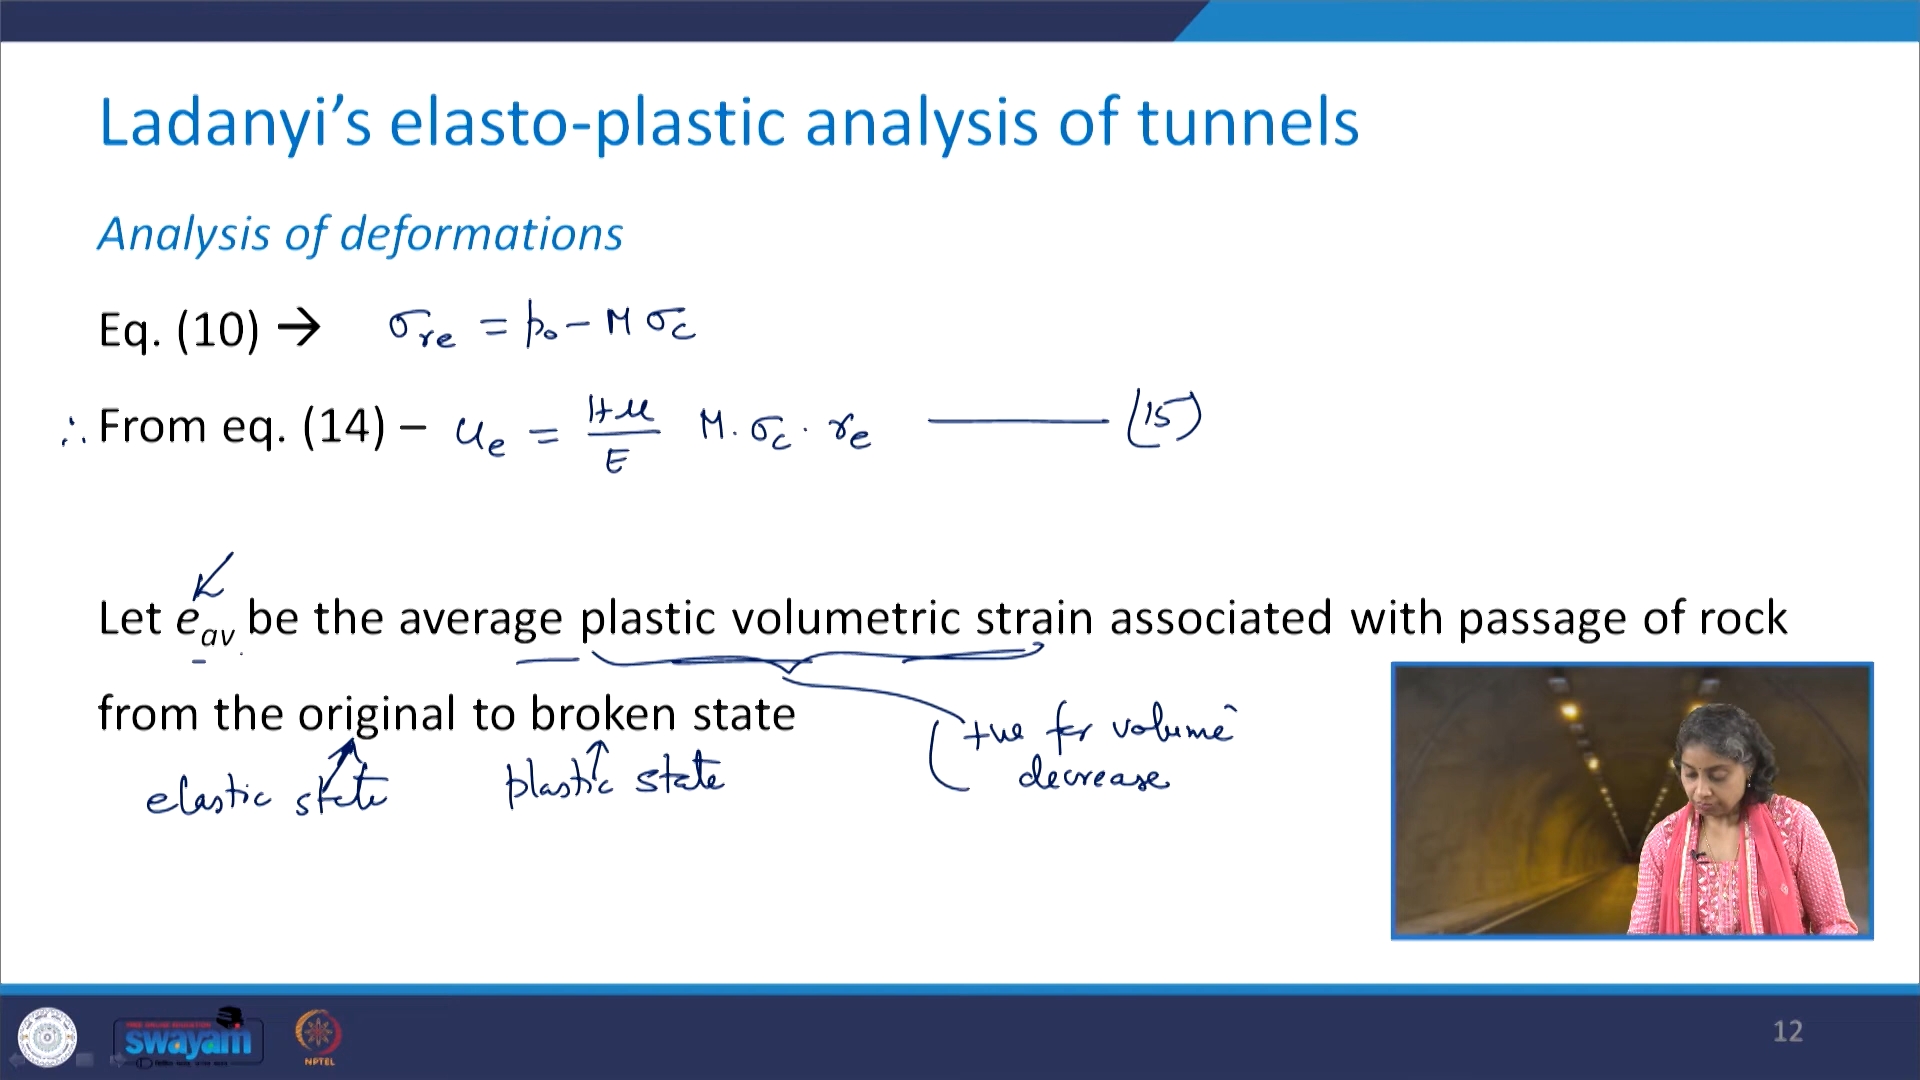 Ladanyi’s elasto-plastic analysis of tunnels
Analysis of deformations
Eq. (10) → σre = p₀ – M σc
∴ From eq. (14) – ue = 1+μ/E M. σc . re ——— (15)
Let eav be the average plastic volumetric strain associated with passage of rock
from the original to broken state
+ve for volume
decrease
elastic state plastic state
swayam
NPTEL
12